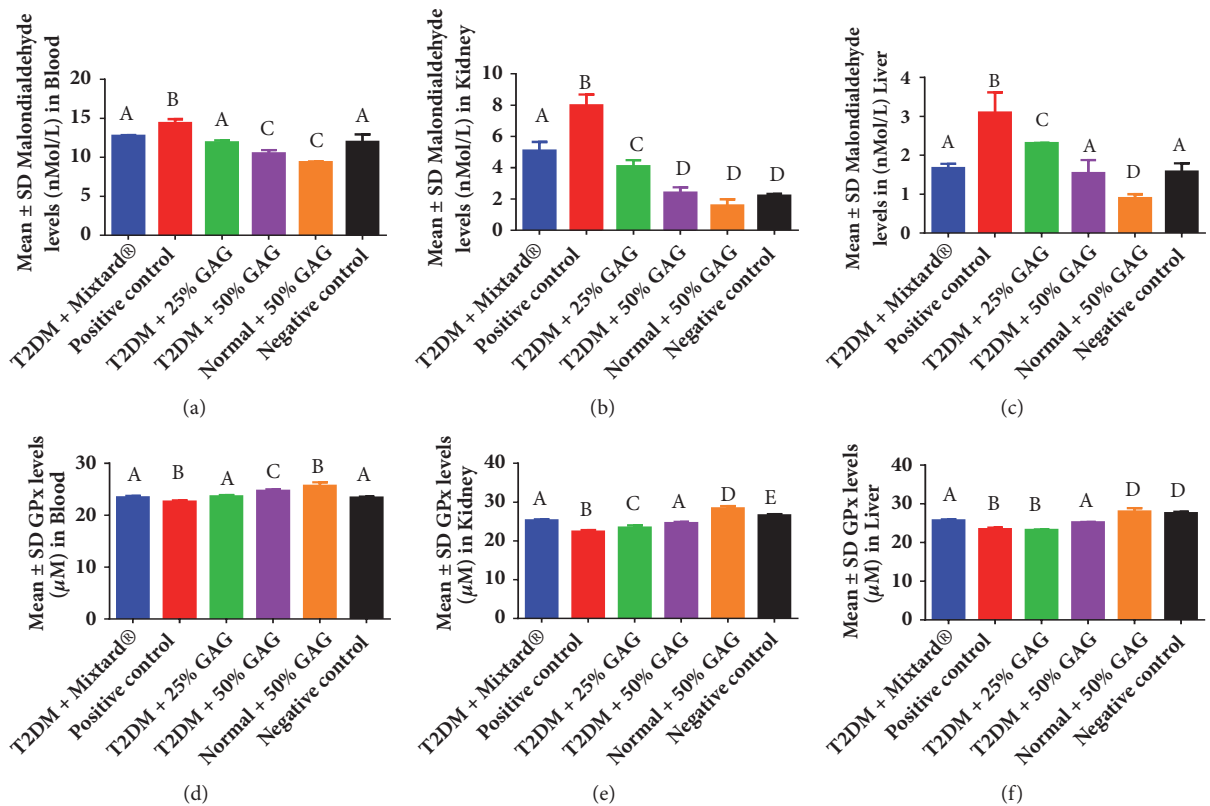 Mean ± SD Malondialdehyde
levels (nMol/L) in Blood
20
15
10
5
0
A
B
A
C
C
A
T2DM + Mixtard®
Positive control
T2DM + 25% GAG
T2DM + 50% GAG
Normal + 50% GAG
Negative control
(a)
Mean ± SD Malondialdehyde
levels (nMol/L) in Kidney
10
8
6
4
2
0
A
B
C
D
D
D
T2DM + Mixtard®
Positive control
T2DM + 25% GAG
T2DM + 50% GAG
Normal + 50% GAG
Negative control
(b)
Mean ± SD Malondialdehyde
levels in (nMol/L) Liver
4
3
2
1
0
A
B
C
A
D
A
T2DM + Mixtard®
Positive control
T2DM + 25% GAG
T2DM + 50% GAG
Normal + 50% GAG
Negative control
(c)
Mean ± SD GPx levels
(μM) in Blood
30
20
10
0
A
B
A
C
B
A
T2DM + Mixtard®
Positive control
T2DM + 25% GAG
T2DM + 50% GAG
Normal + 50% GAG
Negative control
(d)
Mean ± SD GPx levels
(μM) in Kidney
40
30
20
10
0
A
B
C
A
D
E
T2DM + Mixtard®
Positive control
T2DM + 25% GAG
T2DM + 50% GAG
Normal + 50% GAG
Negative control
(e)
Mean ± SD GPx levels
(μM) in Liver
40
30
20
10
0
A
B
B
A
D
D
T2DM + Mixtard®
Positive control
T2DM + 25% GAG
T2DM + 50% GAG
Normal + 50% GAG
Negative control
(f)